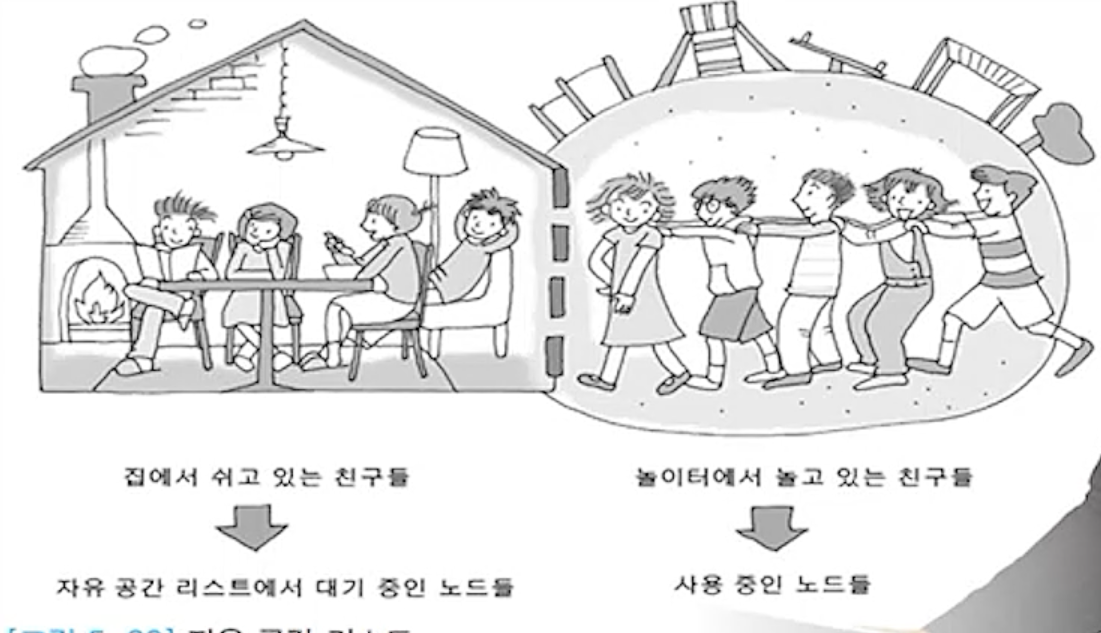 집에서 쉬고 있는 친구들
놀이터에서 놀고 있는 친구들
자유 공간 리스트에서 대기 중인 노드들
사용 중인 노드들